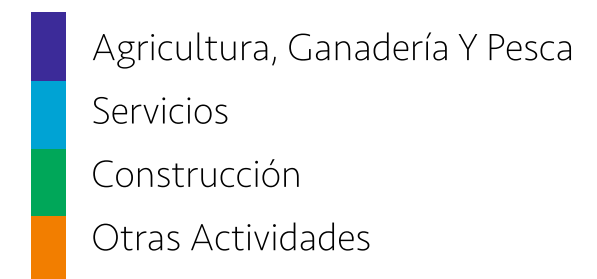 Agricultura, Ganadería Y Pesca
Servicios
Construcción
Otras Actividades